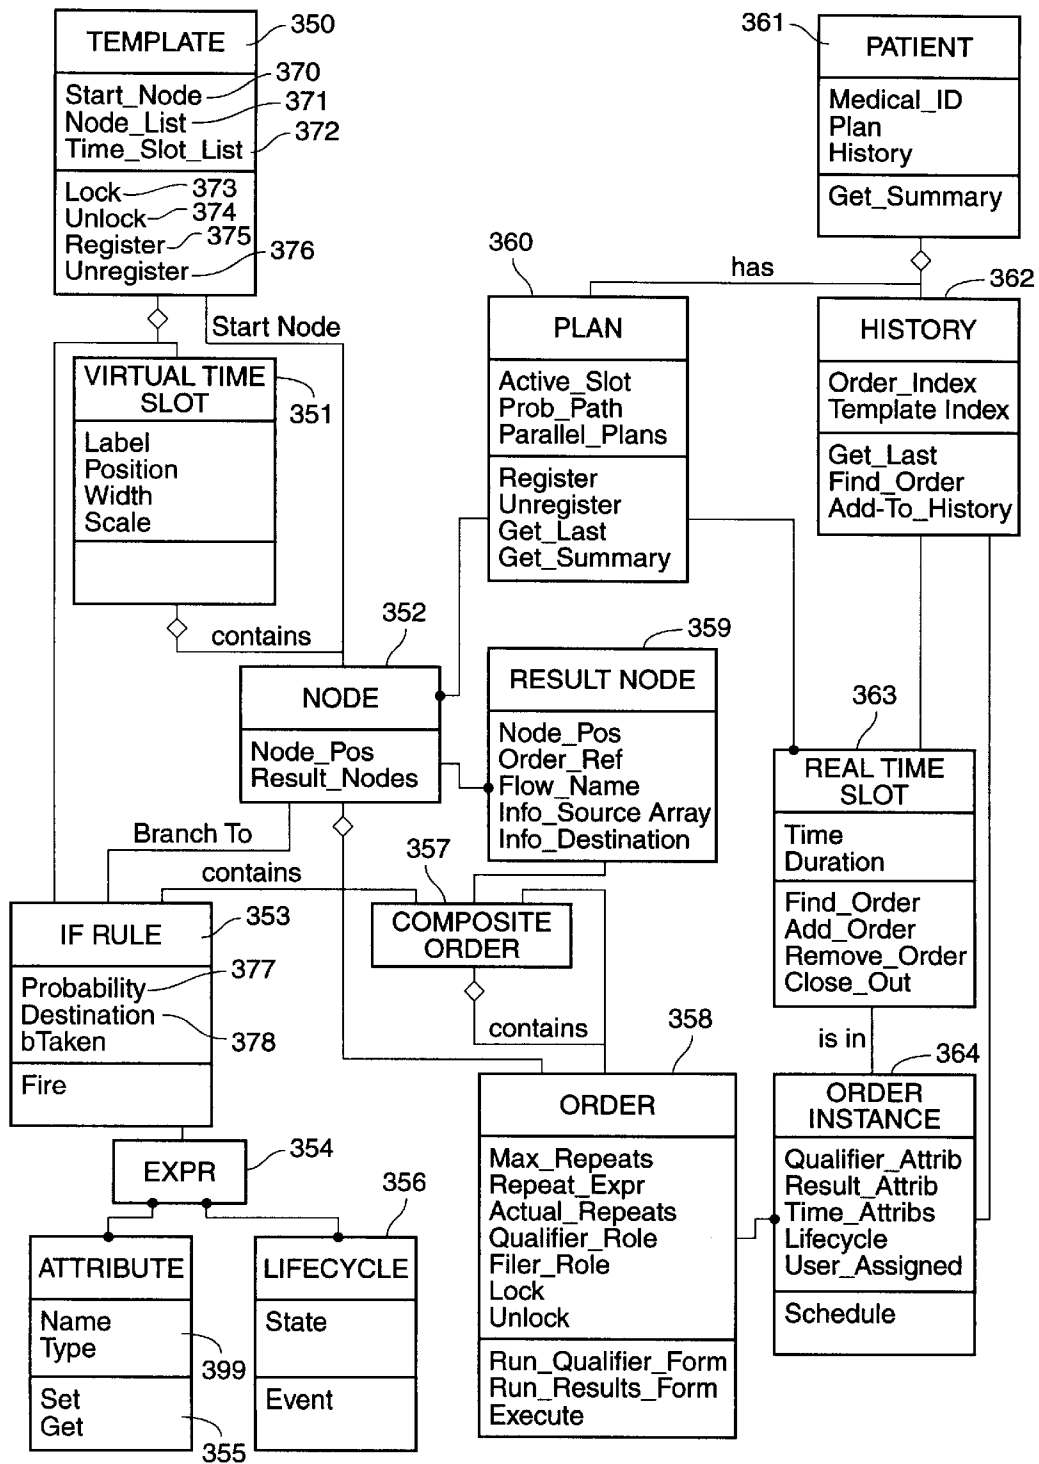 TEMPLATE
350
Start_Node
370
Node_List
371
Time_Slot_List
372
Lock
373
Unlock
374
Register
375
Unregister
376
361
PATIENT
Medical_ID
Plan
History
Get_Summary
has
360
PLAN
Active_Slot
Prob_Path
Parallel_Plans
Register
Unregister
Get_Last
Get_Summary
362
HISTORY
Order_Index
Template Index
Get_Last
Find_Order
Add-To_History
Start Node
VIRTUAL TIME
SLOT
351
Label
Position
Width
Scale
contains
352
NODE
Node_Pos
Result_Nodes
359
RESULT NODE
Node_Pos
Order_Ref
Flow_Name
Info_Source Array
Info_Destination
363
REAL TIME
SLOT
Time
Duration
Find_Order
Add_Order
Remove_Order
Close_Out
Branch To
contains
357
COMPOSITE
ORDER
contains
IF RULE
353
Probability
377
Destination
bTaken
378
Fire
EXPR
354
356
ATTRIBUTE
Name
Type
399
Set
Get
355
LIFECYCLE
State
Event
358
ORDER
Max_Repeats
Repeat_Expr
Actual_Repeats
Qualifier_Role
Filer_Role
Lock
Unlock
Run_Qualifier_Form
Run_Results_Form
Execute
is in
364
ORDER
INSTANCE
Qualifier_Attrib
Result_Attrib
Time_Attribs
Lifecycle
User_Assigned
Schedule